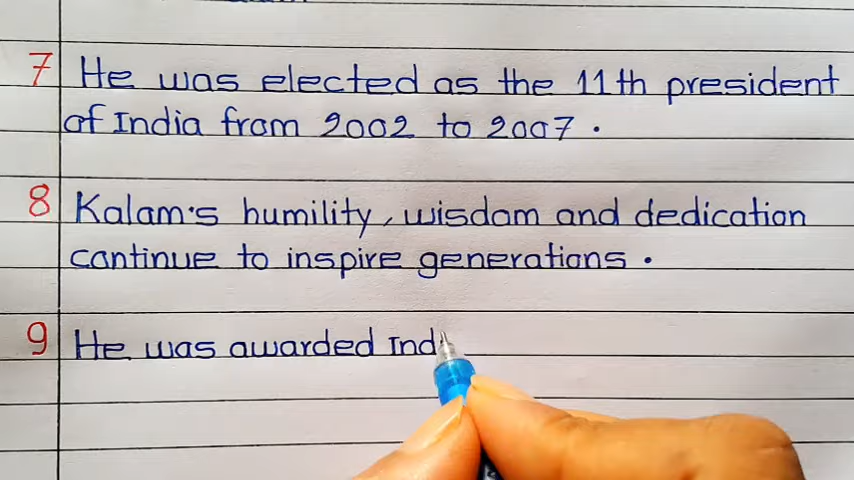 7 He was elected as the 11th president
of India from 2002 to 2007.
8 Kalam's humility, wisdom and dedication
continue to inspire generations.
9 He was awarded Ind